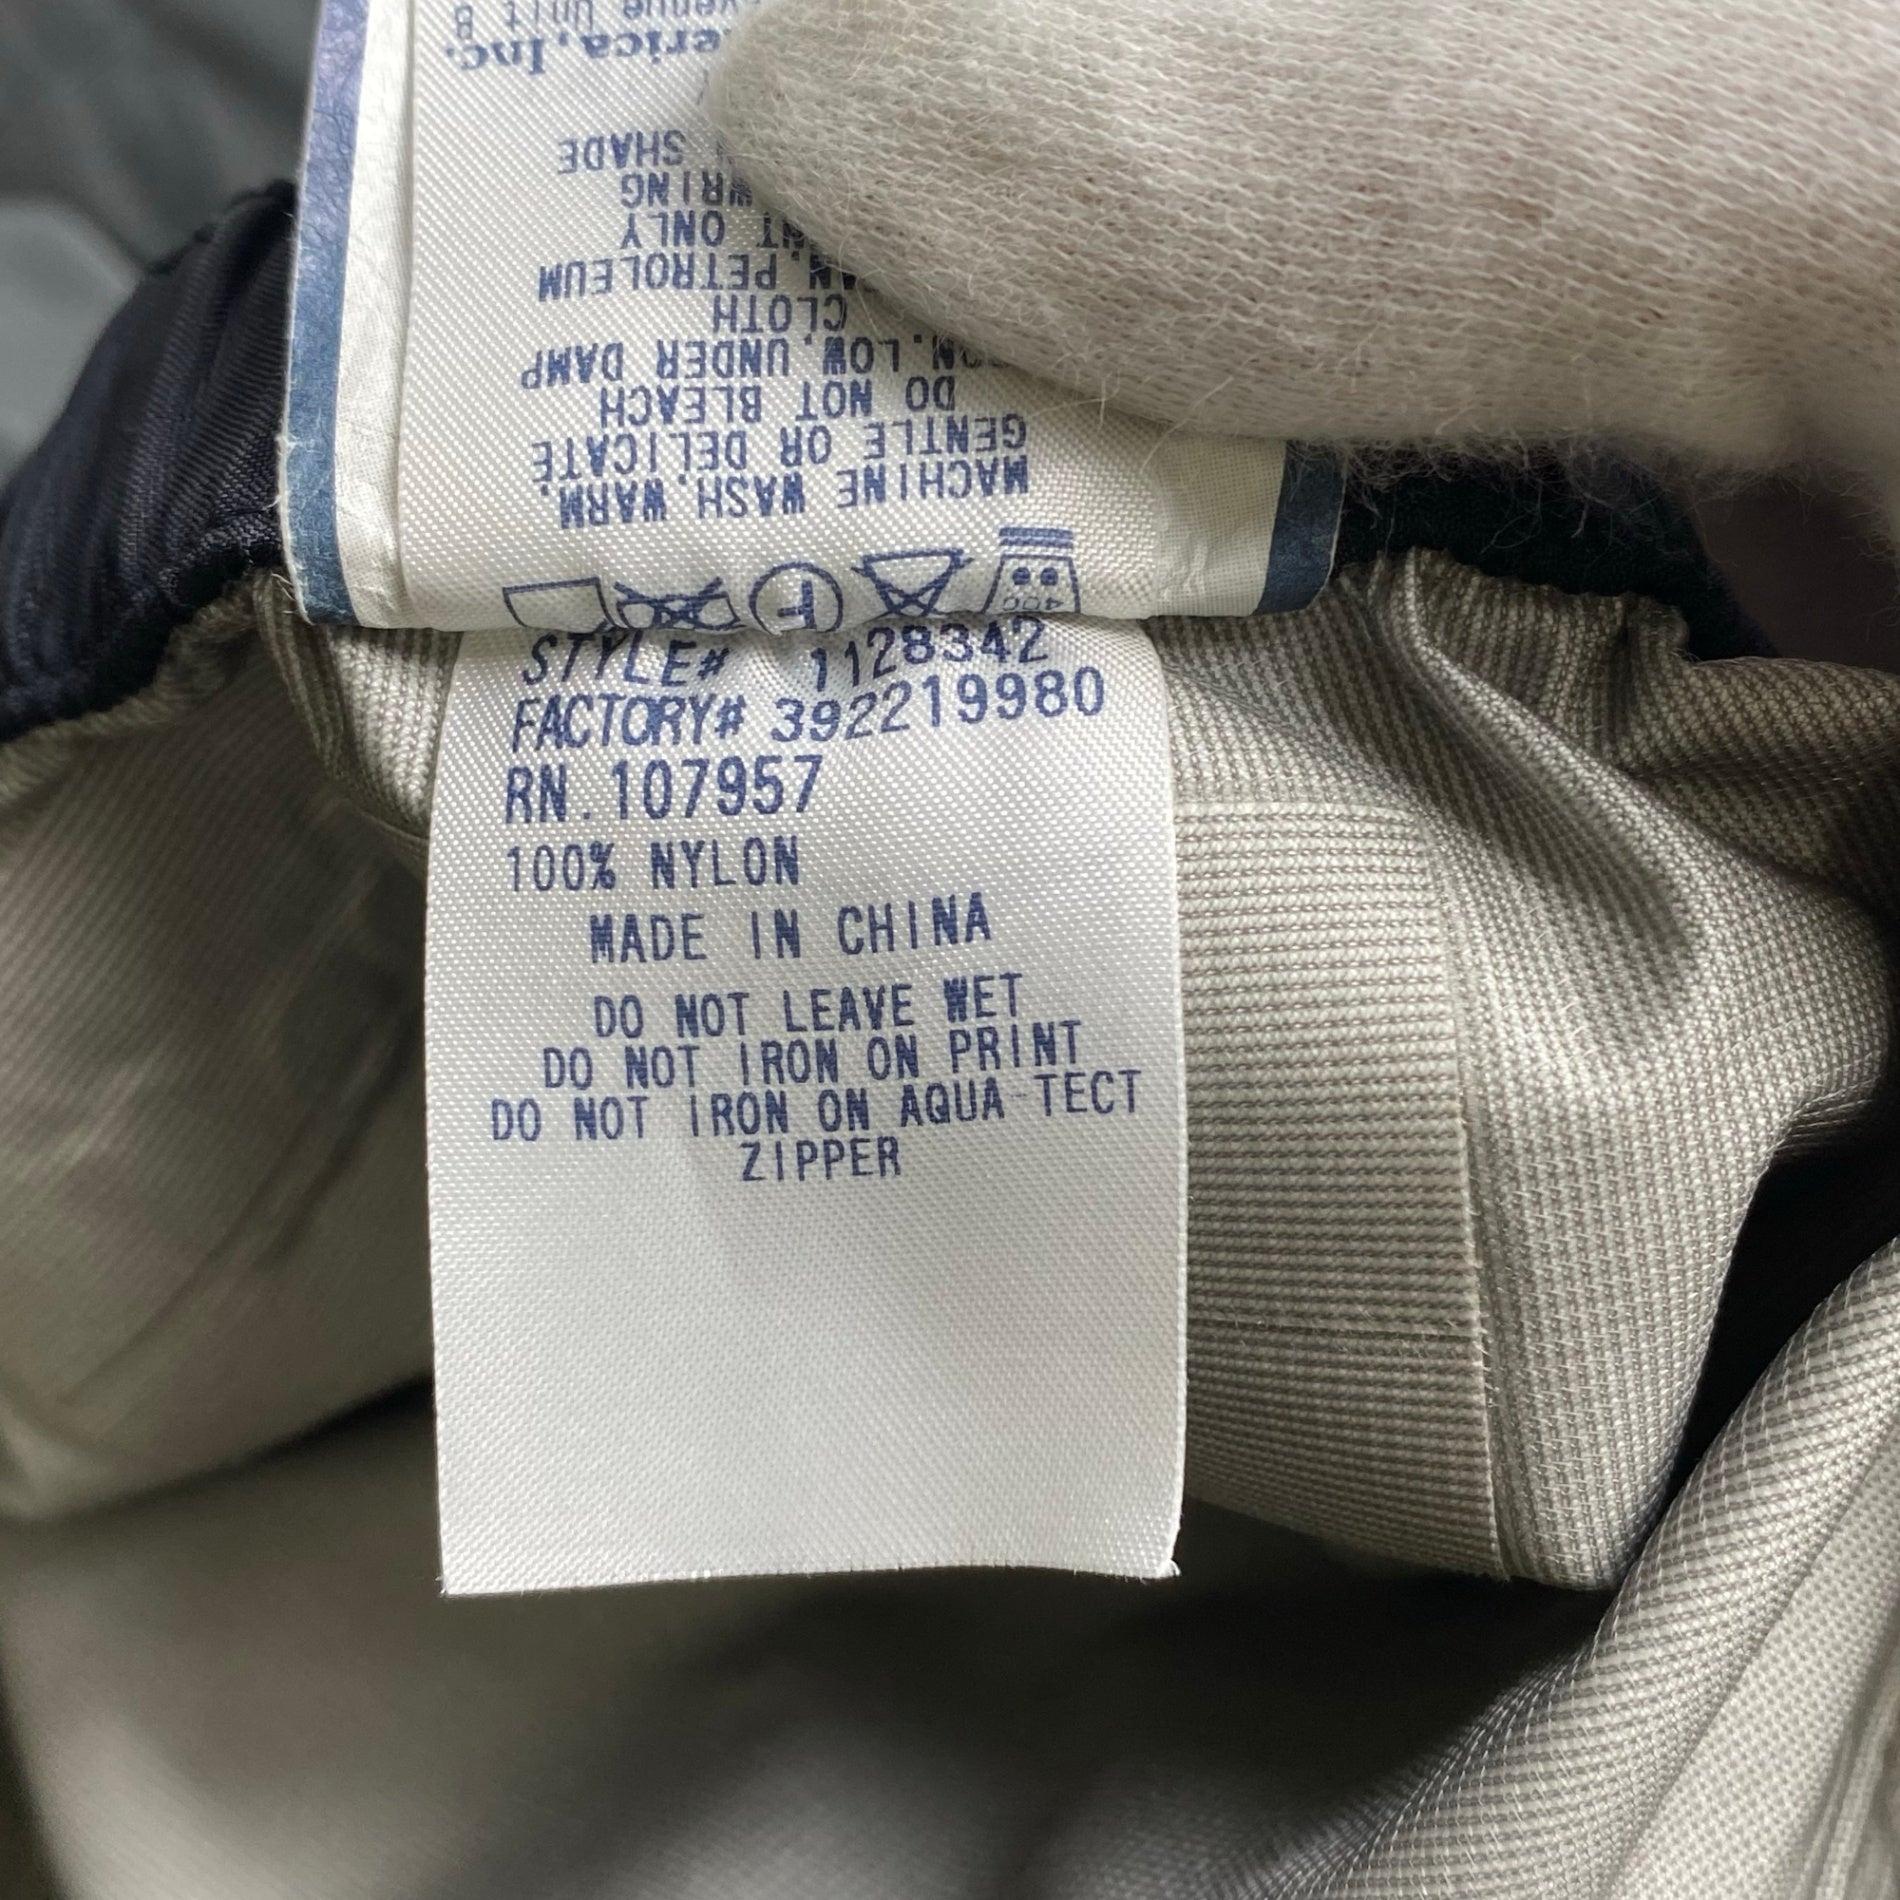 40C
F
MACHINE WASH.WARM.
GENTLE OR DELICATE.
DO NOT BLEACH
LOW.UNDER DAMP
CLOTH
PETROLEUM
ONLY
WRING
SHADE
Inc.
Unit B
STYLE# 1128342
FACTORY# 392219980
RN.107957
100% NYLON
MADE IN CHINA
DO NOT LEAVE WET
DO NOT IRON ON PRINT
DO NOT IRON ON AQUA-TECT
ZIPPER